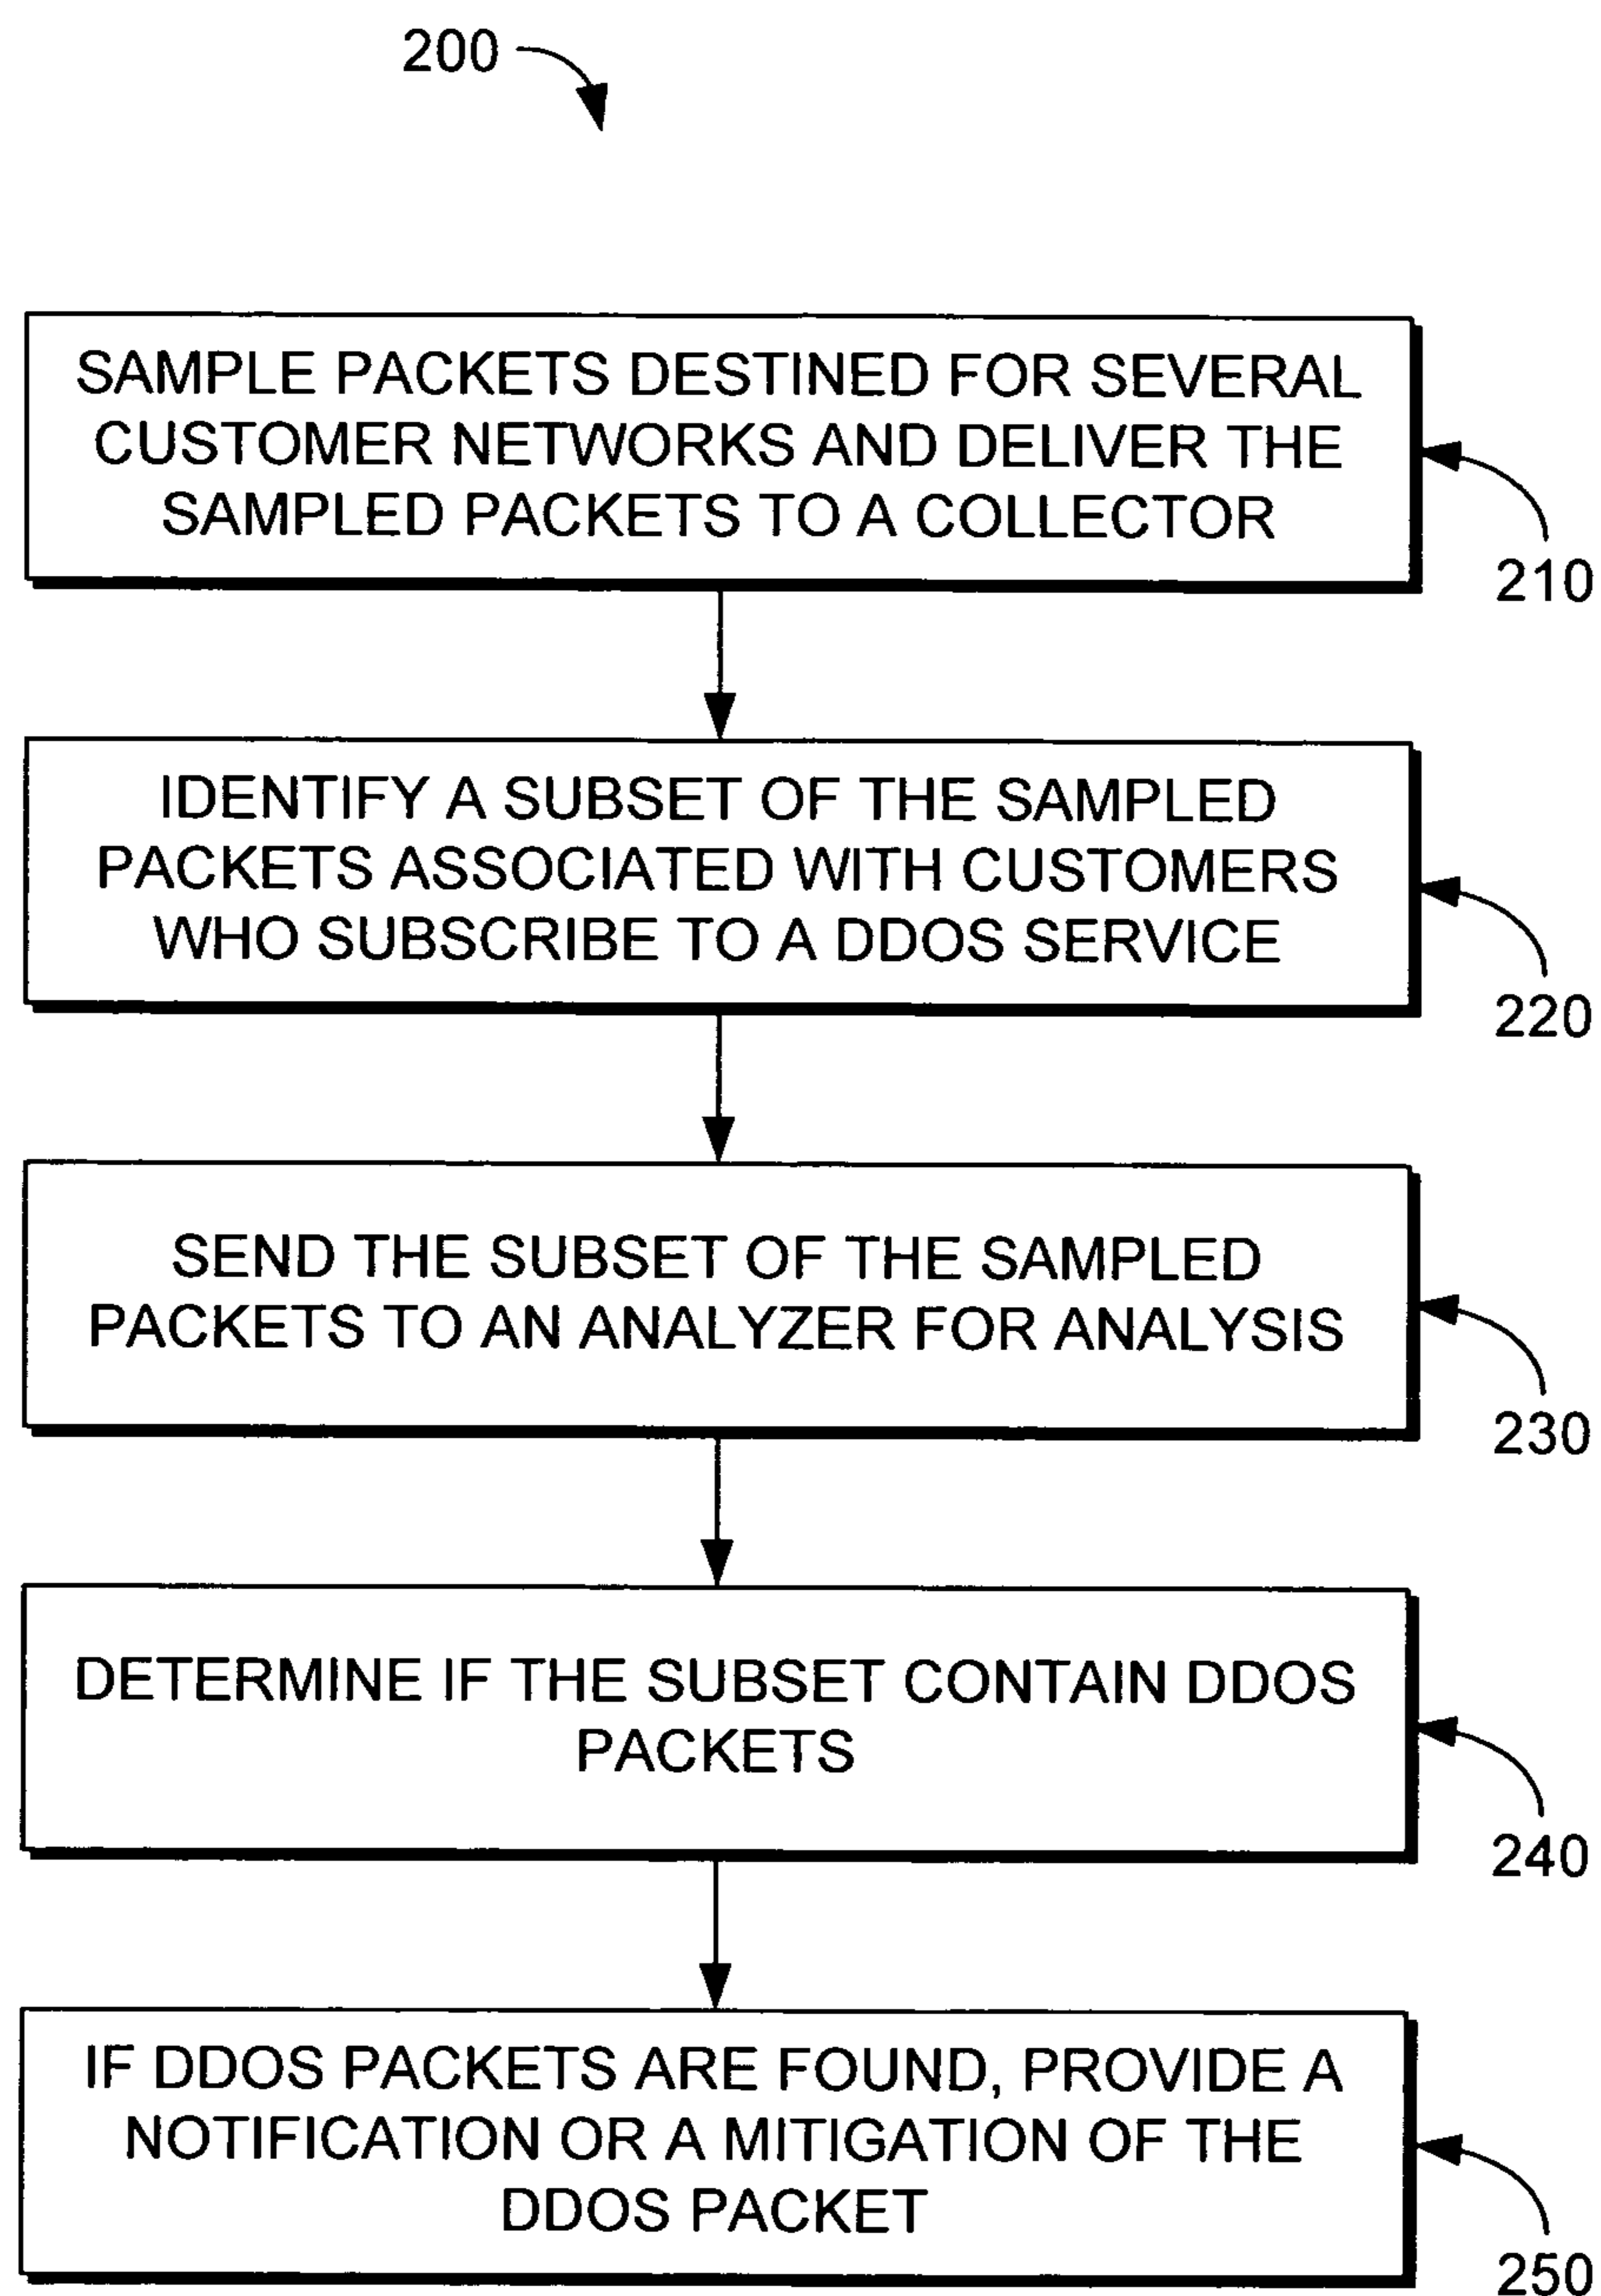 200
SAMPLE PACKETS DESTINED FOR SEVERAL
CUSTOMER NETWORKS AND DELIVER THE
SAMPLED PACKETS TO A COLLECTOR
210
IDENTIFY A SUBSET OF THE SAMPLED
PACKETS ASSOCIATED WITH CUSTOMERS
WHO SUBSCRIBE TO A DDOS SERVICE
220
SEND THE SUBSET OF THE SAMPLED
PACKETS TO AN ANALYZER FOR ANALYSIS
230
DETERMINE IF THE SUBSET CONTAIN DDOS
PACKETS
240
IF DDOS PACKETS ARE FOUND, PROVIDE A
NOTIFICATION OR A MITIGATION OF THE
DDOS PACKET
250